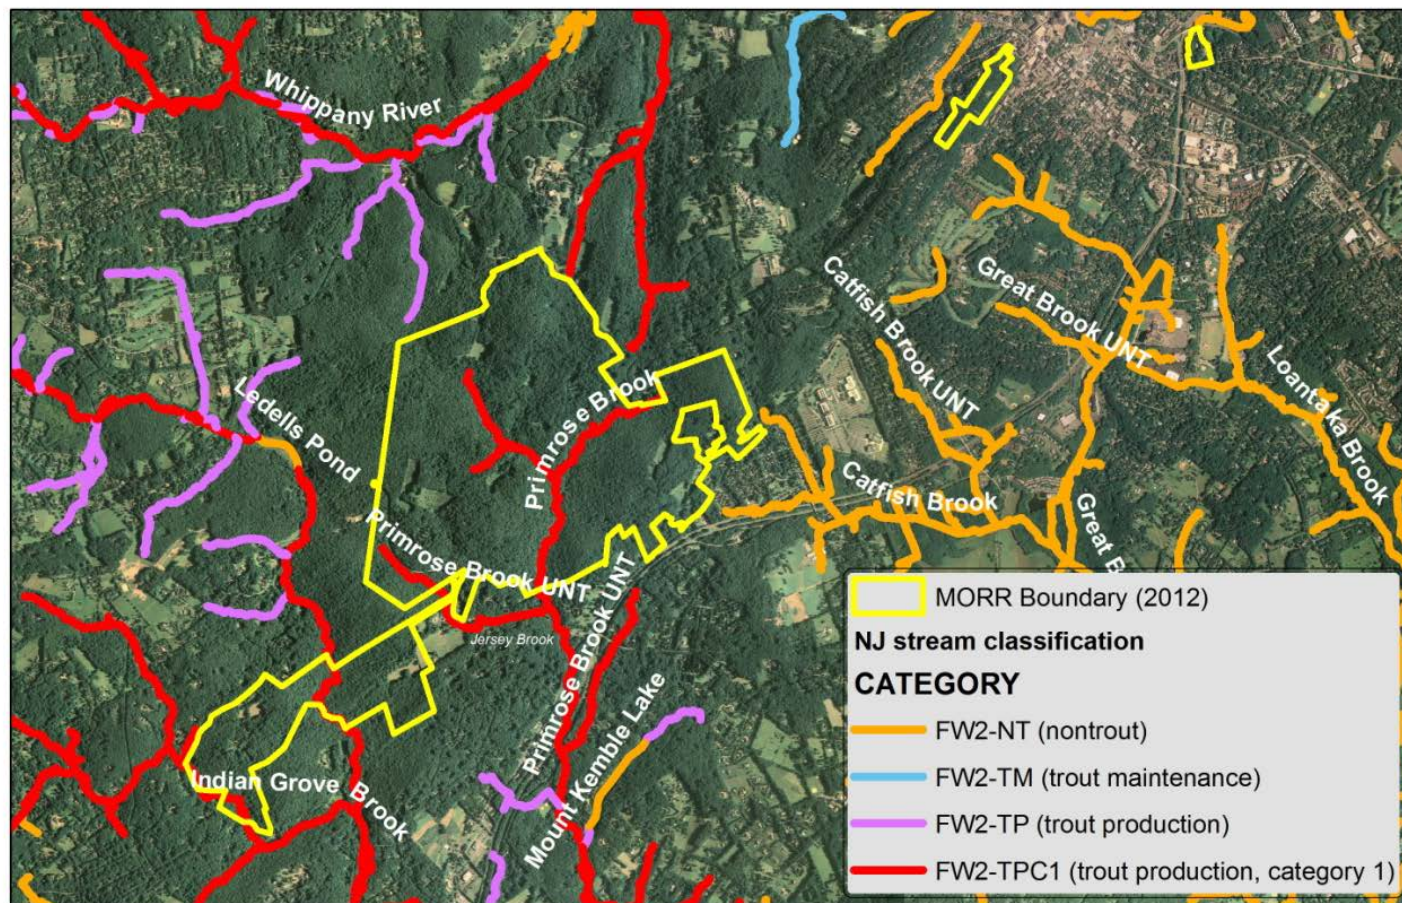 Whippany River
Catfish Brook UNT
Great Brook UNT
Loantaka Brook
Ledells Pond
Primrose Brook
Catfish Brook
Great B
Primrose Brook UNT
Jersey Brook
Primrose Brook UNT
Mount Kemble Lake
Indian Grove Brook
MORR Boundary (2012)
NJ stream classification
CATEGORY
FW2-NT (nontrout)
FW2-TM (trout maintenance)
FW2-TP (trout production)
FW2-TPC1 (trout production, category 1)